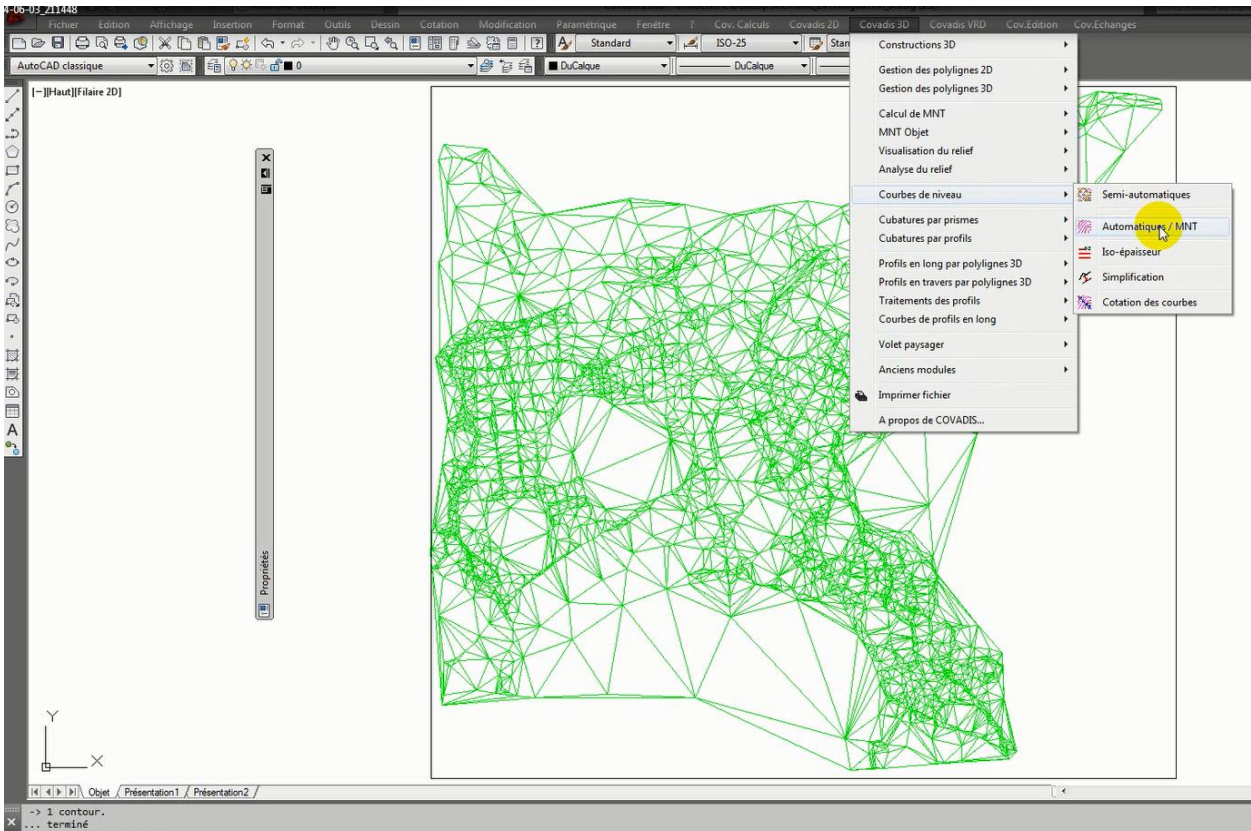 4-06-03_211448
Fichier Edition Affichage Insertion Format Outils Dessin Cotation Modification Paramétrique Fenêtre ? Cov. Calculs Covadis 2D Covadis 3D Covadis VRD Cov.Edition Cov.Echanges
Standard ISO-25 Stan
AutoCAD classique 0 DuCalque DuCalque
[−][Haut][Filaire 2D]
Constructions 3D
Gestion des polylignes 2D
Gestion des polylignes 3D
Calcul de MNT
MNT Objet
Visualisation du relief
Analyse du relief
Courbes de niveau
Cubatures par prismes
Cubatures par profils
Profils en long par polylignes 3D
Profils en travers par polylignes 3D
Traitements des profils
Courbes de profils en long
Volet paysager
Anciens modules
Imprimer fichier
A propos de COVADIS...
Semi-automatiques
Automatiques / MNT
Iso-épaisseur
Simplification
Cotation des courbes
Propriétés
Y
X
Objet Présentation1 Présentation2
-> 1 contour.
... terminé